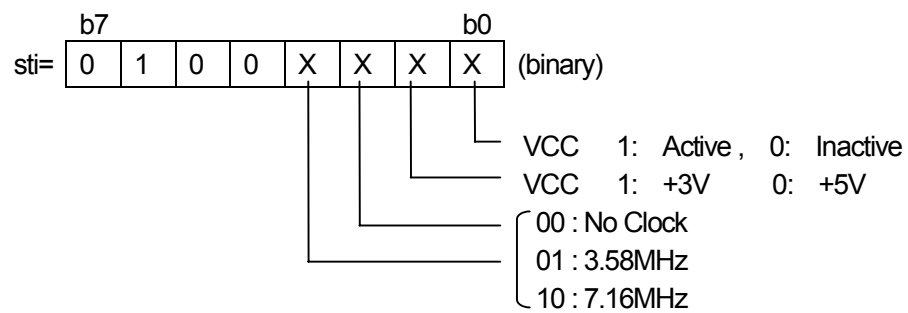 b7 b0
sti= 0 1 0 0 X X X X (binary)
VCC 1: Active , 0: Inactive
VCC 1: +3V 0: +5V
00 : No Clock
01 : 3.58MHz
10 : 7.16MHz